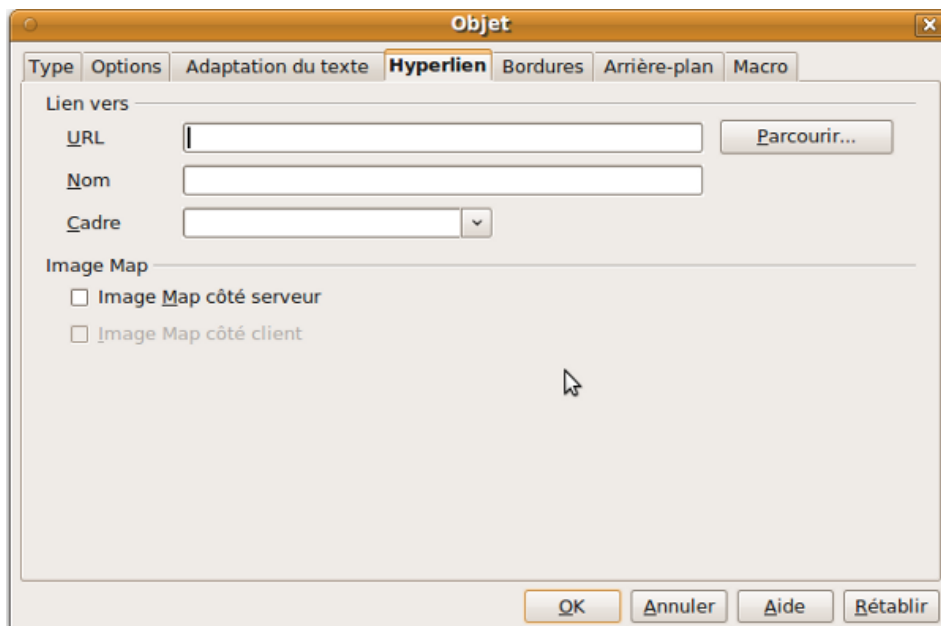 Objet
Type Options Adaptation du texte Hyperlien Bordures Arrière-plan Macro
Lien vers
URL Parcourir...
Nom
Cadre
Image Map
Image Map côté serveur
Image Map côté client
OK Annuler Aide Rétablir